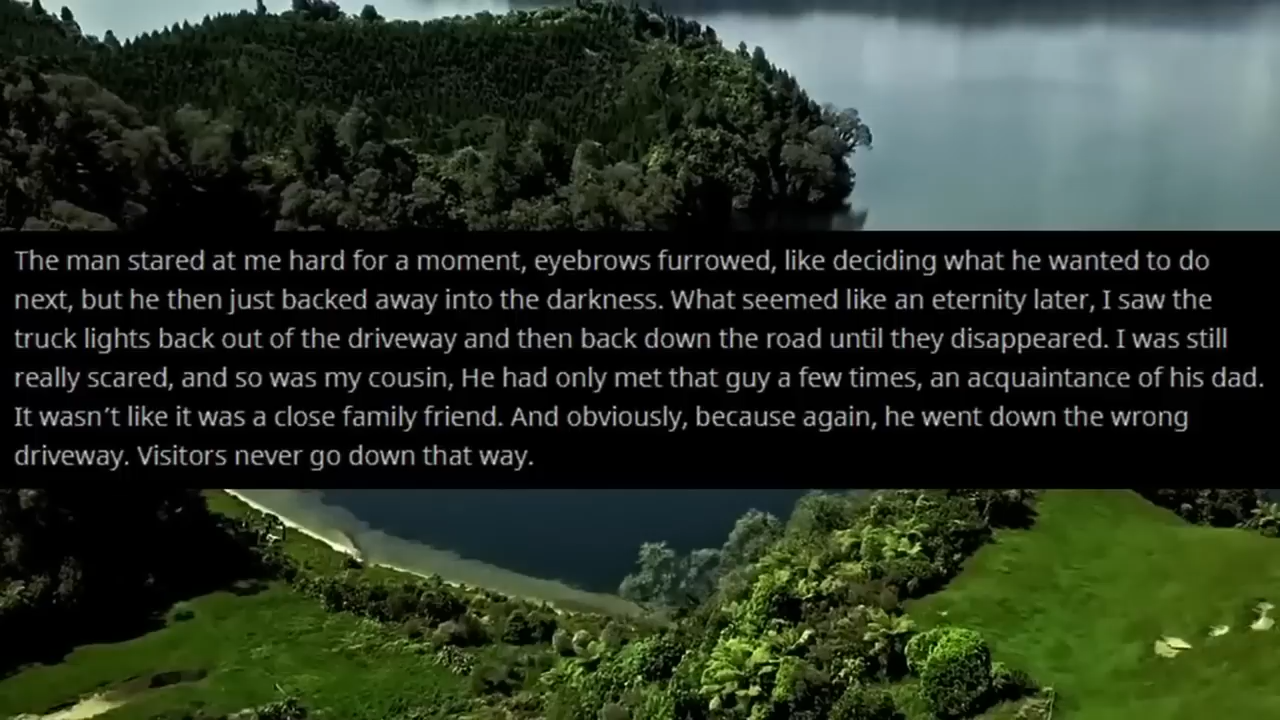 The man stared at me hard for a moment, eyebrows furrowed, like deciding what he wanted to do
next, but he then just backed away into the darkness. What seemed like an eternity later, I saw the
truck lights back out of the driveway and then back down the road until they disappeared. I was still
really scared, and so was my cousin, He had only met that guy a few times, an acquaintance of his dad.
It wasn’t like it was a close family friend. And obviously, because again, he went down the wrong
driveway. Visitors never go down that way.